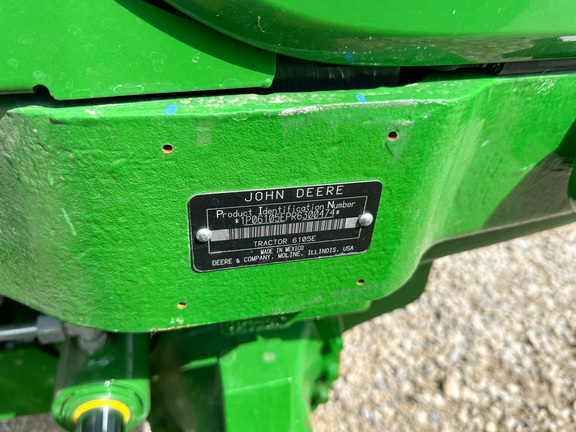 JOHN DEERE
Product Identification Number
*1P06105EPR6300474*
TRACTOR 6105E
MADE IN MEXICO
DEERE & COMPANY, MOLINE, ILLINOIS, USA